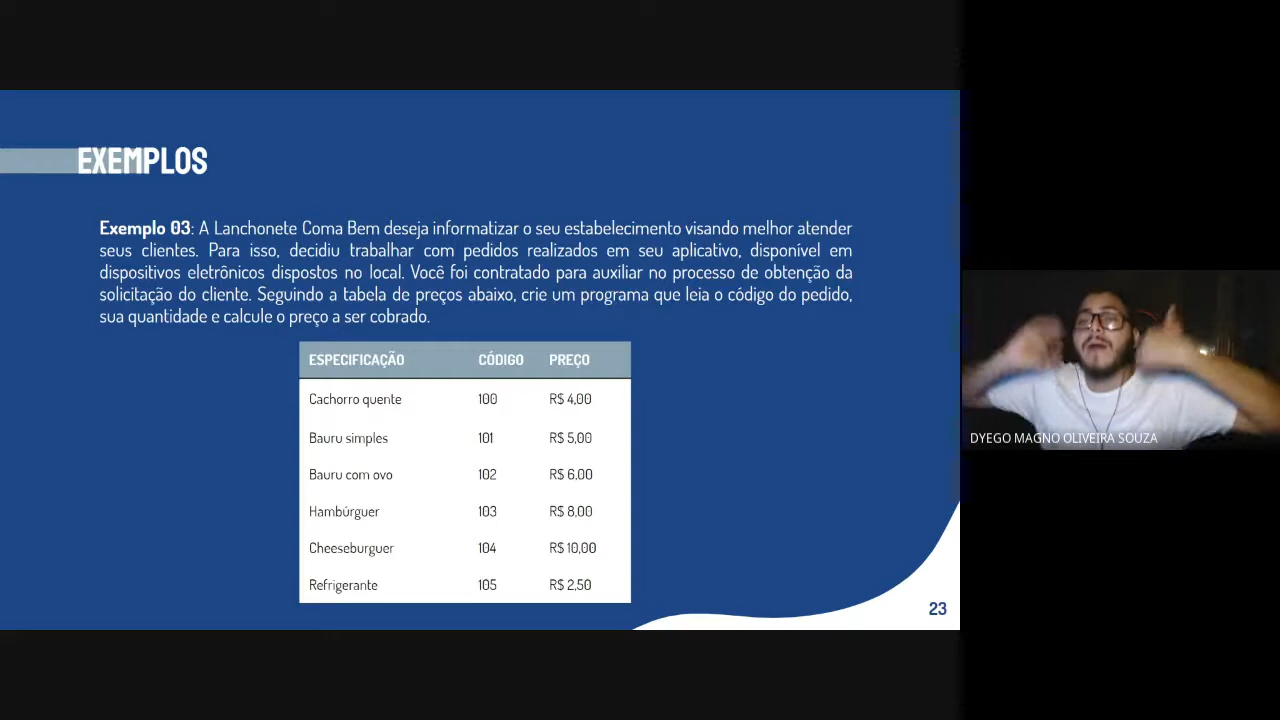 EXEMPLOS
Exemplo 03: A Lanchonete Coma Bem deseja informatizar o seu estabelecimento visando melhor atender
seus clientes. Para isso, decidiu trabalhar com pedidos realizados em seu aplicativo, disponível em
dispositivos eletrônicos dispostos no local. Você foi contratado para auxiliar no processo de obtenção da
solicitação do cliente. Seguindo a tabela de preços abaixo, crie um programa que leia o código do pedido,
sua quantidade e calcule o preço a ser cobrado.
ESPECIFICAÇÃO CÓDIGO PREÇO
Cachorro quente 100 R$ 4,00
Bauru simples 101 R$ 5,00
Bauru com ovo 102 R$ 6,00
Hambúrguer 103 R$ 8,00
Cheeseburguer 104 R$ 10,00
Refrigerante 105 R$ 2,50
23
DYEGO MAGNO OLIVEIRA SOUZA